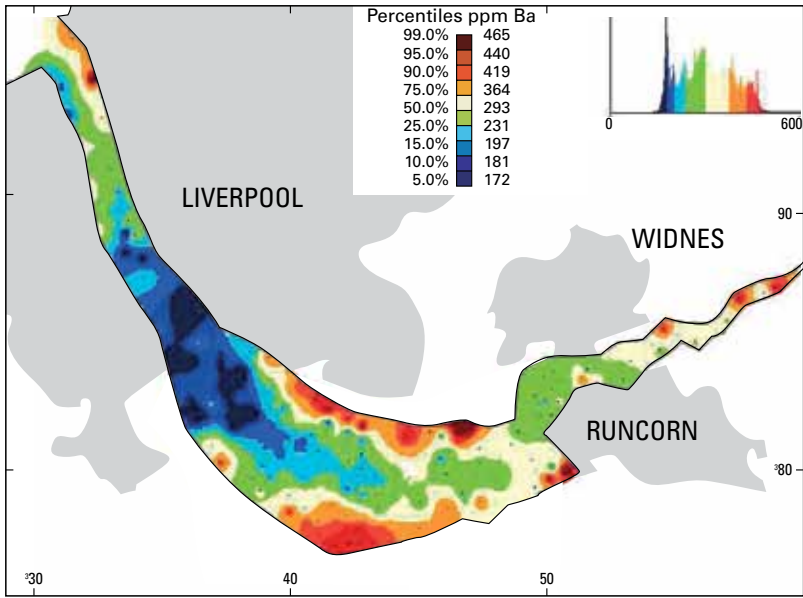 Percentiles ppm Ba
99.0% 465
95.0% 440
90.0% 419
75.0% 364
50.0% 293
25.0% 231
15.0% 197
10.0% 181
5.0% 172
0 600
LIVERPOOL
90
WIDNES
RUNCORN
³80
³30 40 50